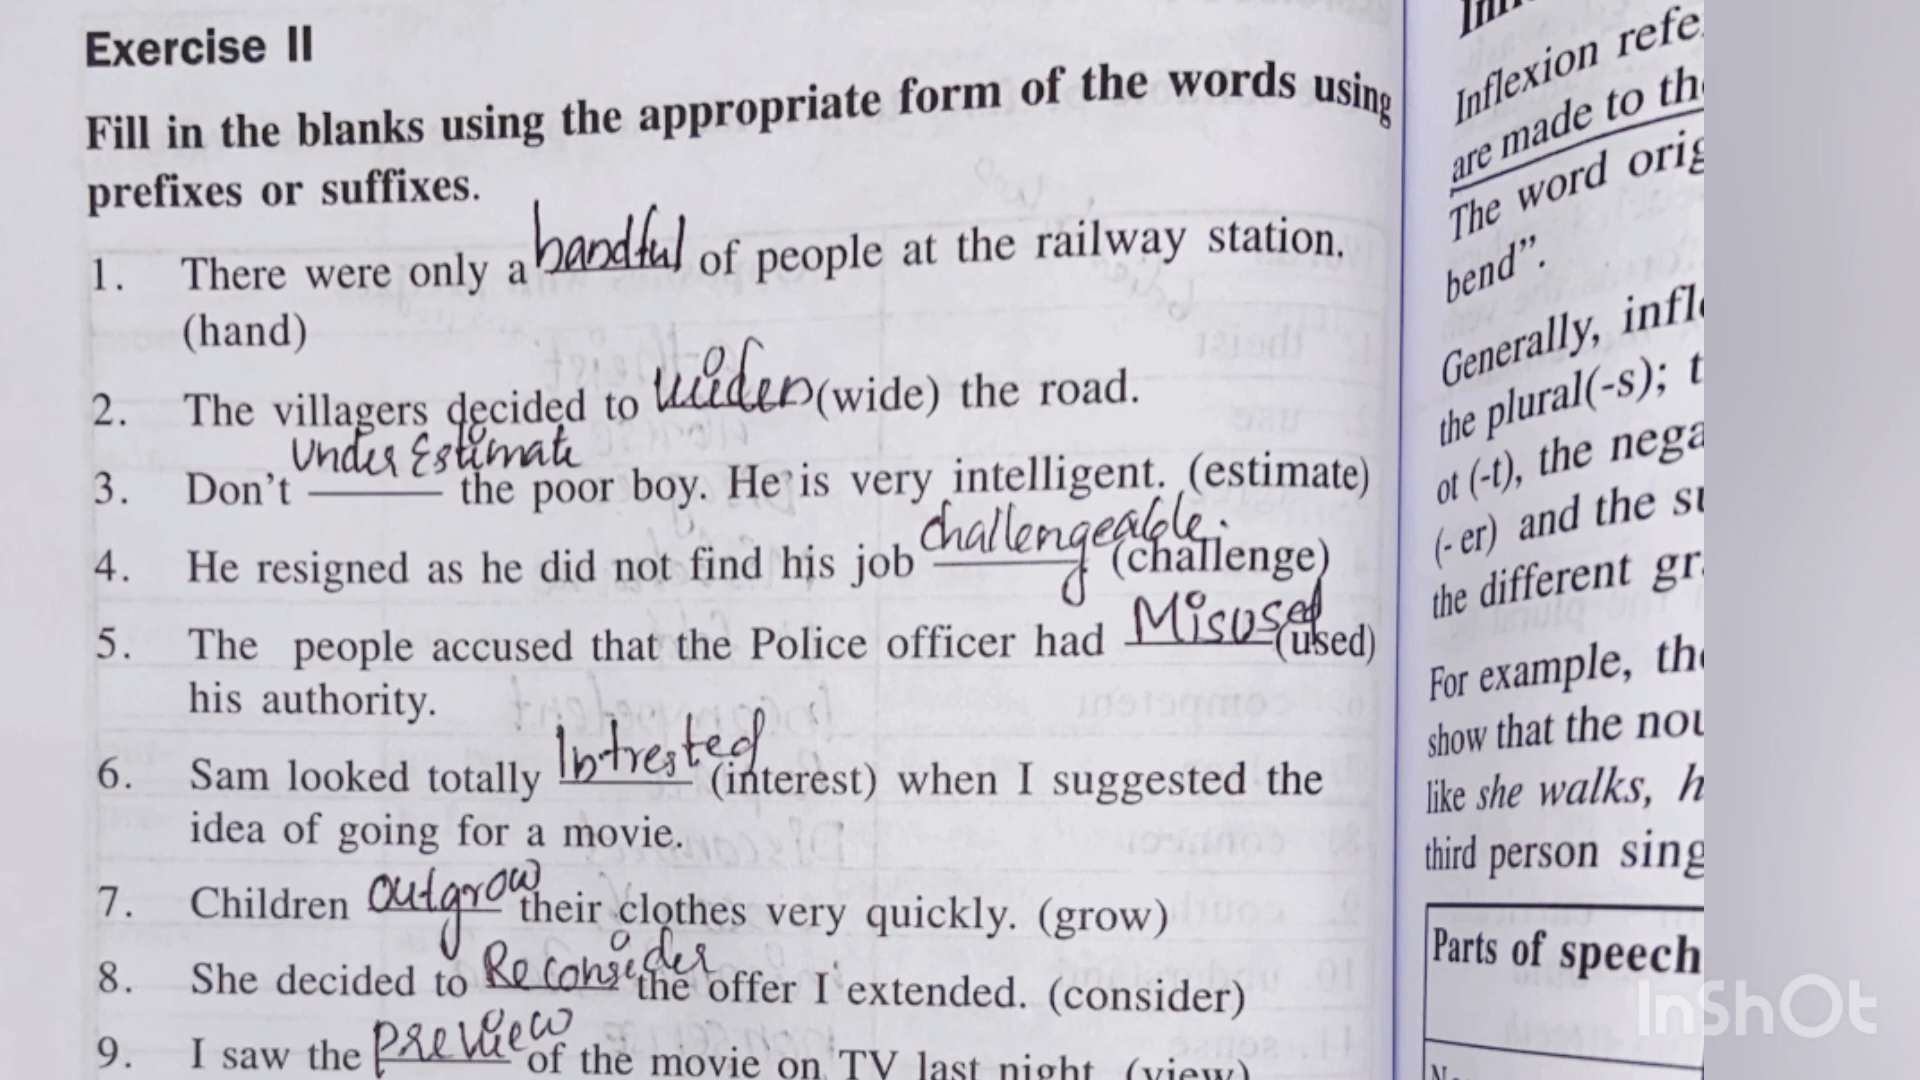 Exercise II
Fill in the blanks using the appropriate form of the words using
prefixes or suffixes.
1. There were only a handful of people at the railway station.
(hand)
2. The villagers decided to widen (wide) the road.
Under Estimate
3. Don't ——— the poor boy. He is very intelligent. (estimate)
challengeable.
4. He resigned as he did not find his job ——— (challenge)
5. The people accused that the Police officer had Misused (used)
his authority.
6. Sam looked totally Intrested (interest) when I suggested the
idea of going for a movie.
7. Children outgrow their clothes very quickly. (grow)
8. She decided to Reconsider the offer I extended. (consider)
9. I saw the preview of the movie on TV last night (view)
Inflexion refe
are made to th
The word orig
bend”.
Generally, infl
the plural(-s); t
ot (-t), the nega
(-er) and the su
the different gr
For example, the
show that the nou
like she walks, h
third person sing
Parts of speech
InShOt